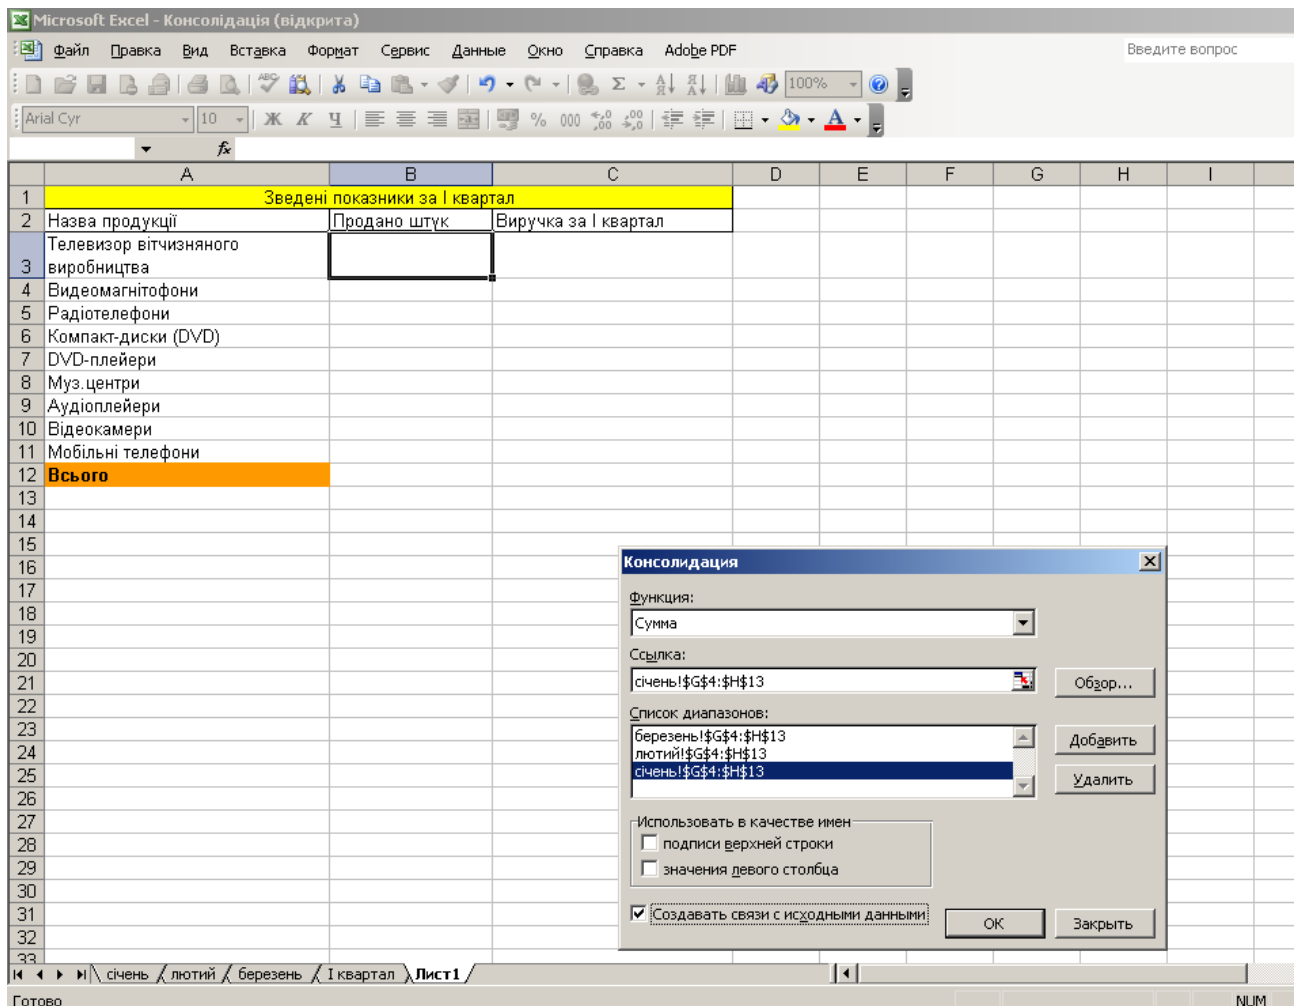 Microsoft Excel - Консолідація (відкрита)
Файл Правка Вид Вставка Формат Сервис Данные Окно Справка Adobe PDF Введите вопрос
100%
Arial Cyr 10 Ж К Ч % 000
fx
A B C D E F G H I
1 Зведені показники за І квартал
2 Назва продукції Продано штук Виручка за І квартал
Телевизор вітчизняного
3 виробництва
4 Видеомагнітофони
5 Радіотелефони
6 Компакт-диски (DVD)
7 DVD-плейери
8 Муз.центри
9 Аудіоплейери
10 Відеокамери
11 Мобільні телефони
12 Всього
13
14
15
16
17
18
19
20
21
22
23
24
25
26
27
28
29
30
31
32
33
Консолидация
Функция:
Сумма
Ссылка:
січень!$G$4:$H$13
Обзор...
Список диапазонов:
березень!$G$4:$H$13
лютий!$G$4:$H$13
січень!$G$4:$H$13
Добавить
Удалить
Использовать в качестве имен
подписи верхней строки
значения левого столбца
Создавать связи с исходными данными
ОК
Закрыть
січень лютий березень І квартал Лист1
Готово NUM